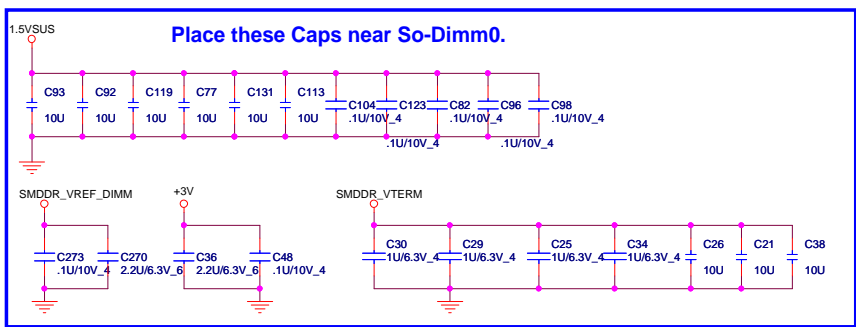 1.5VSUS
Place these Caps near So-Dimm0.
C93 C92 C119 C77 C131 C113 C104 C123 C82 C96 C98
10U 10U 10U 10U 10U 10U .1U/10V_4 .1U/10V_4 .1U/10V_4
.1U/10V_4 .1U/10V_4
SMDDR_VREF_DIMM +3V SMDDR_VTERM
C273 C270 C36 C48 C30 C29 C25 C34 C26 C21 C38
.1U/10V_4 2.2U/6.3V_6 2.2U/6.3V_6 .1U/10V_4 1U/6.3V_4 1U/6.3V_4 1U/6.3V_4 1U/6.3V_4 10U 10U 10U